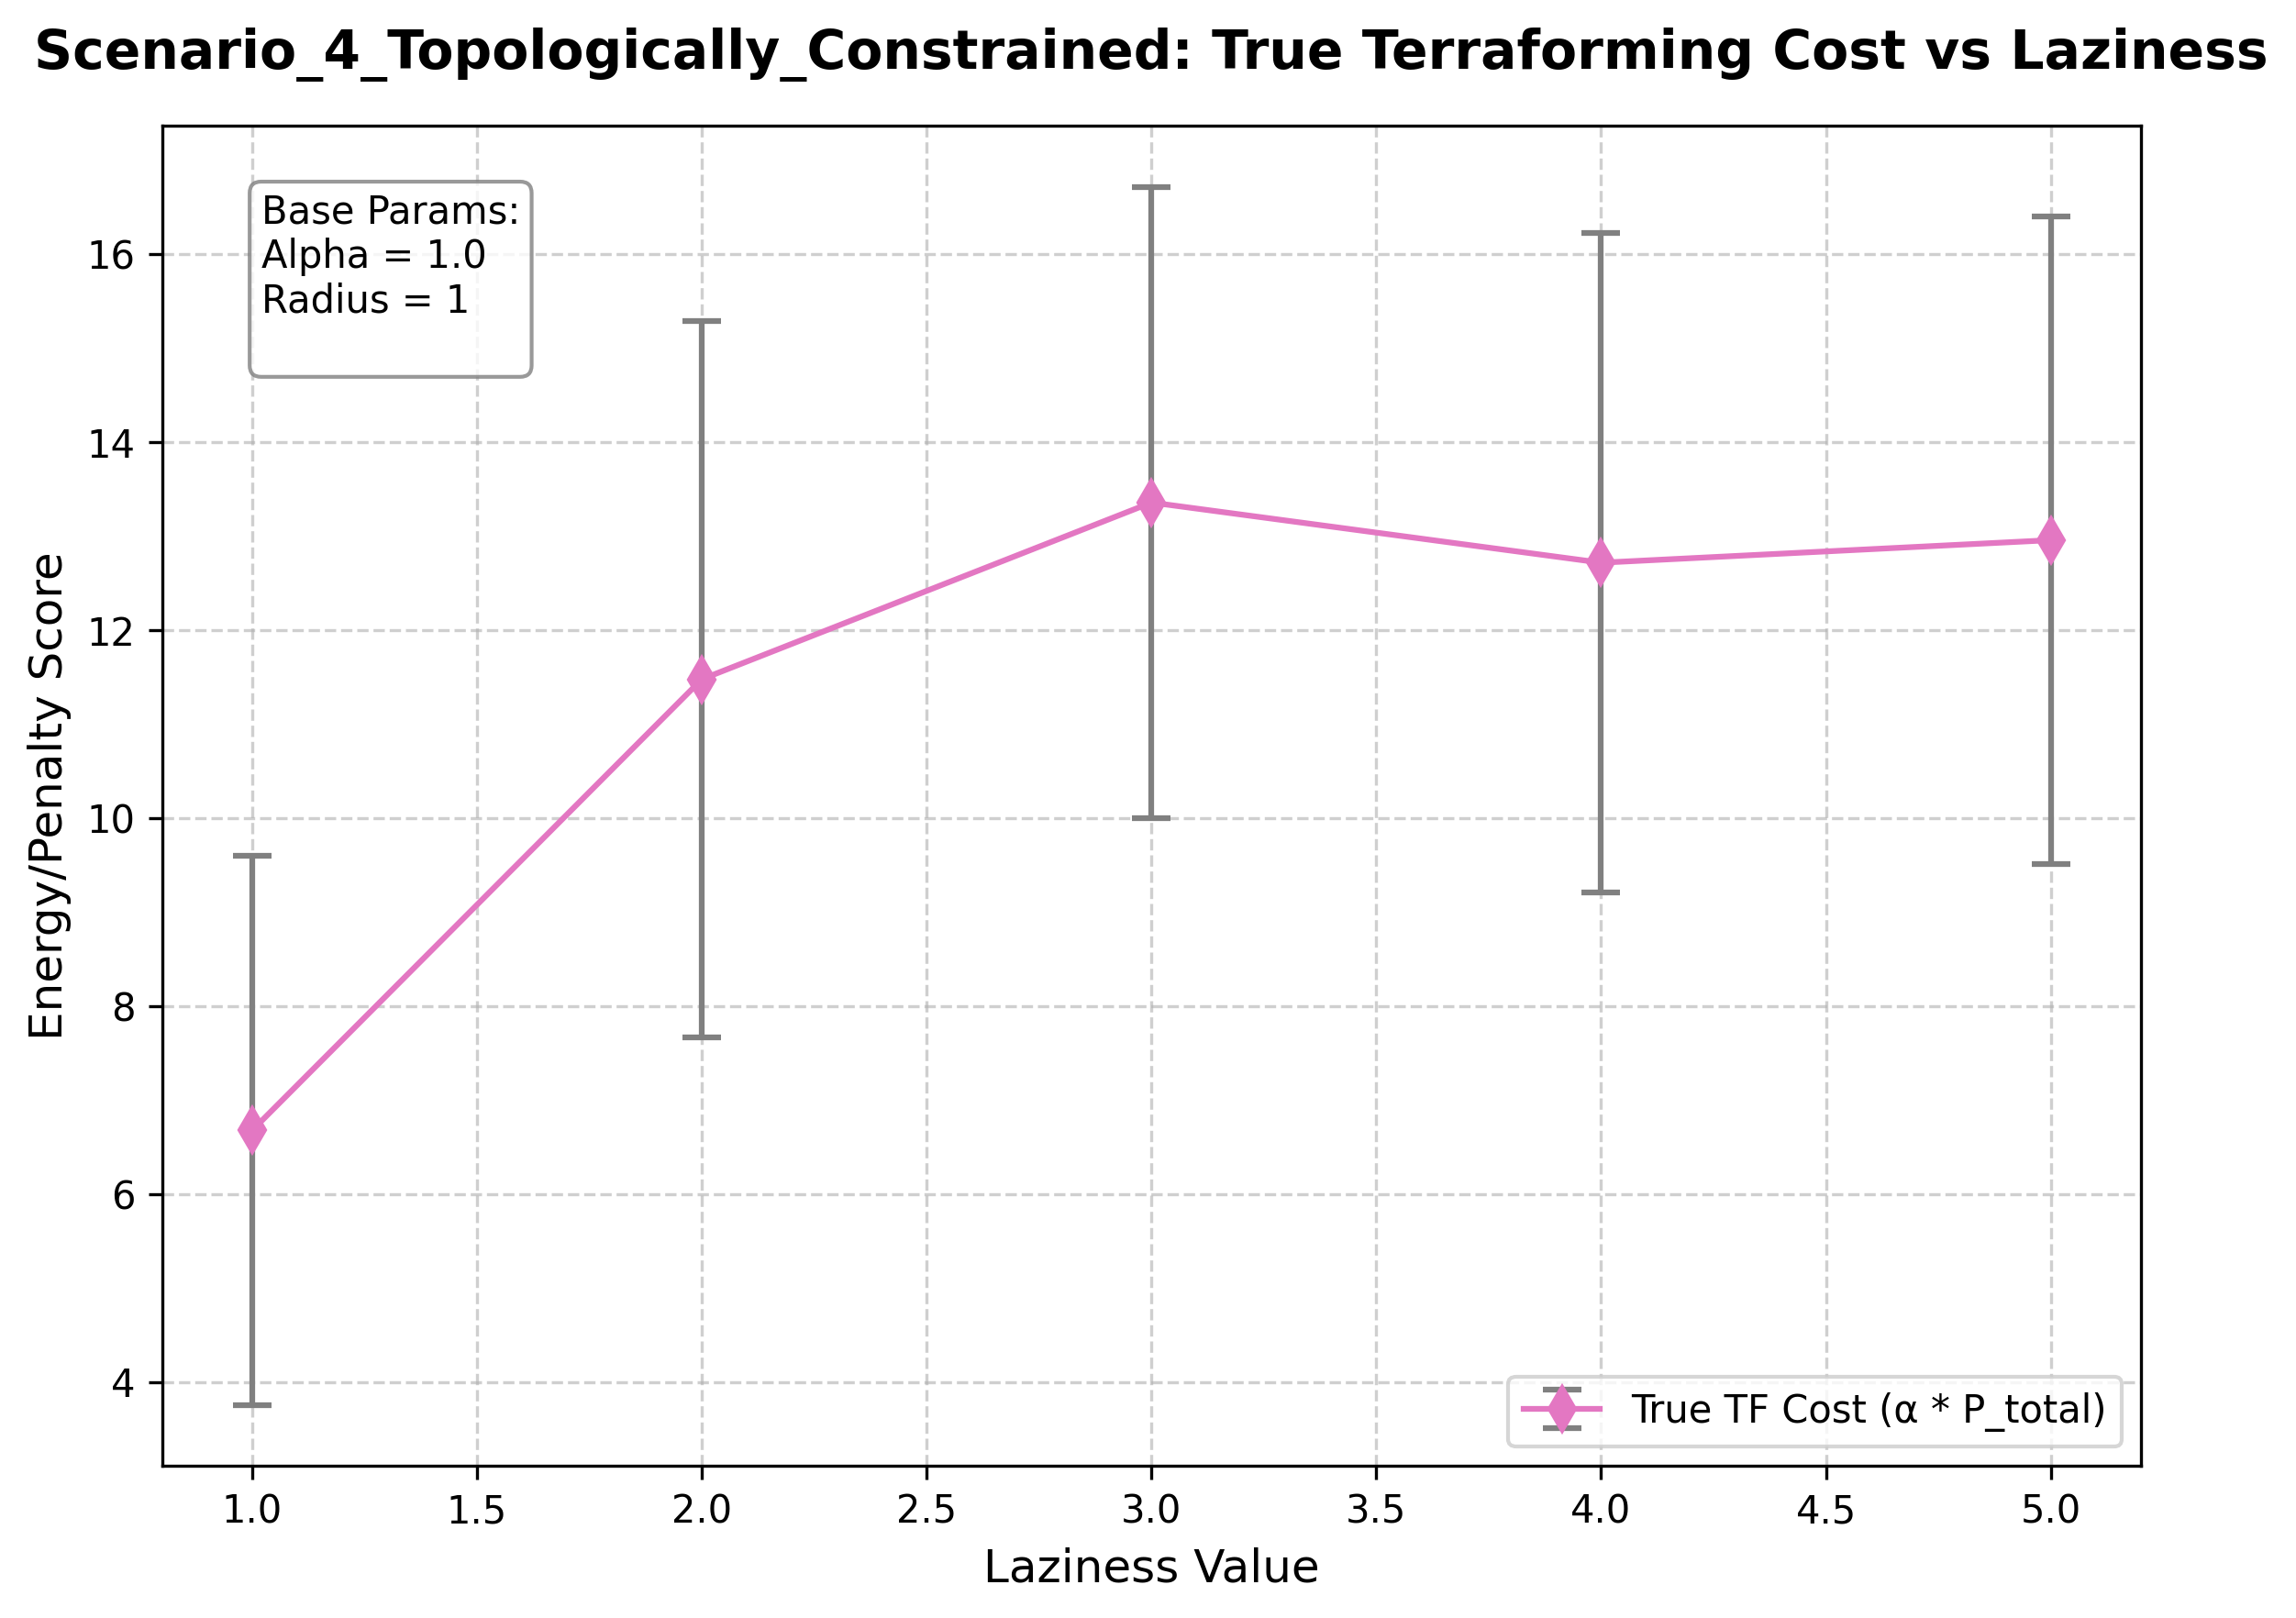 Scenario_4_Topologically_Constrained: True Terraforming Cost vs Laziness
Base Params:
Alpha = 1.0
Radius = 1
Energy/Penalty Score
16
14
12
10
8
6
4
True TF Cost (α * P_total)
1.0 1.5 2.0 2.5 3.0 3.5 4.0 4.5 5.0
Laziness Value